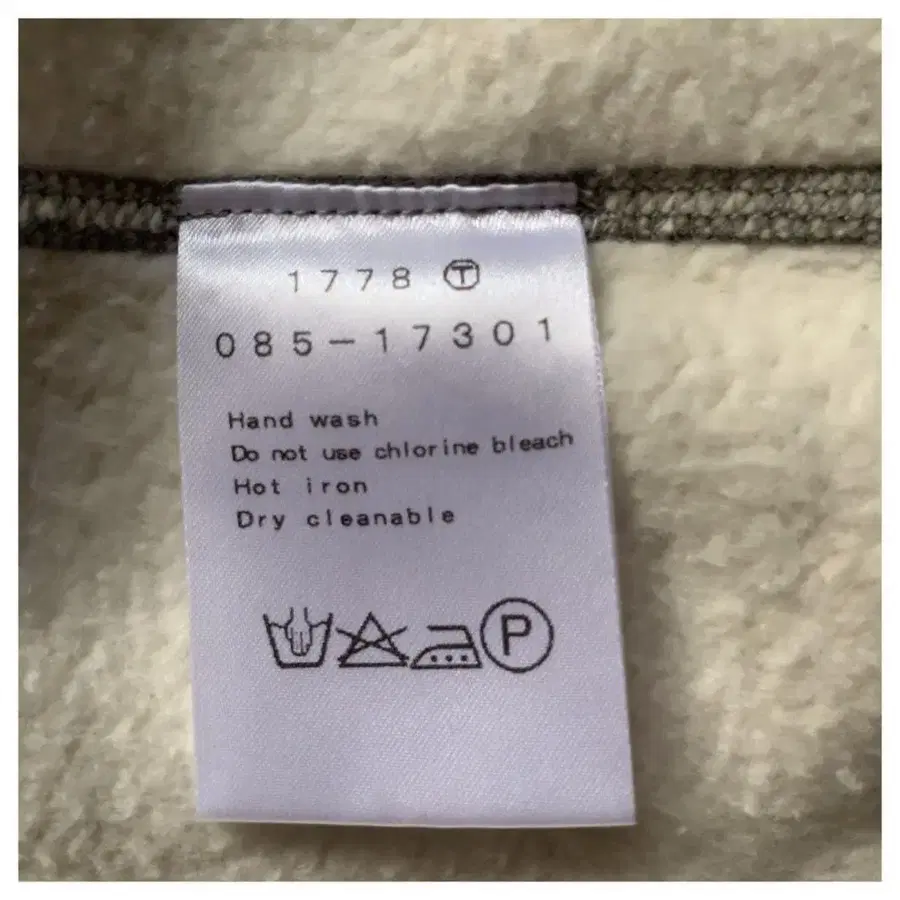 1778 Ⓣ
085-17301
Hand wash
Do not use chlorine bleach
Hot iron
Dry cleanable
P